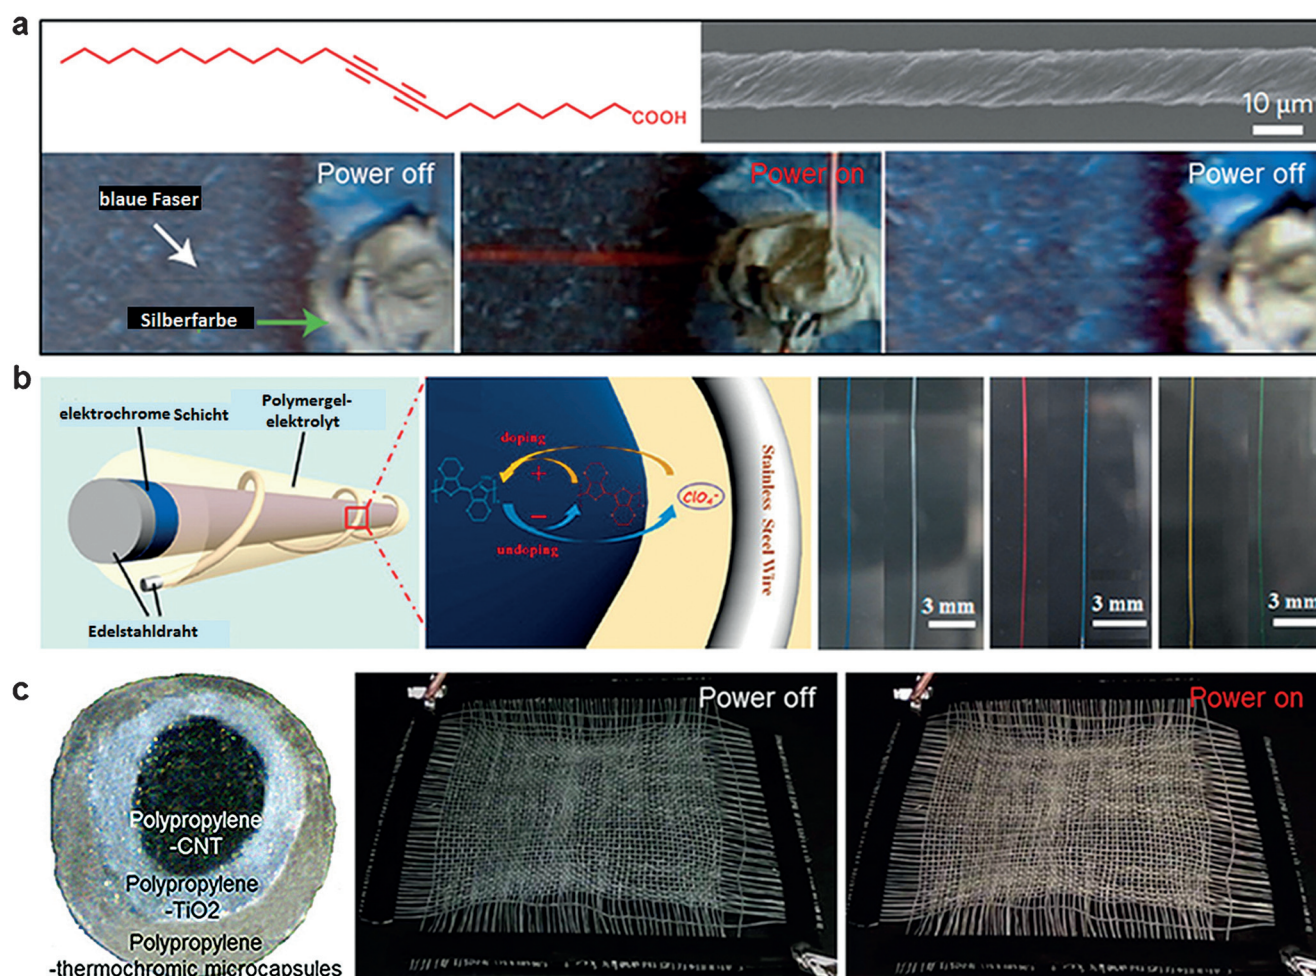 a
COOH
10 µm
Power off
blaue Faser
Silberfarbe
Power on
Power off
b
elektrochrome Schicht
Polymergel-
elektrolyt
Edelstahldraht
doping
+
−
undoping
ClO₄⁻
Stainless Steel Wire
3 mm
3 mm
3 mm
c
Polypropylene
-CNT
Polypropylene
-TiO2
Polypropylene
-thermochromic microcapsules
Power off
Power on